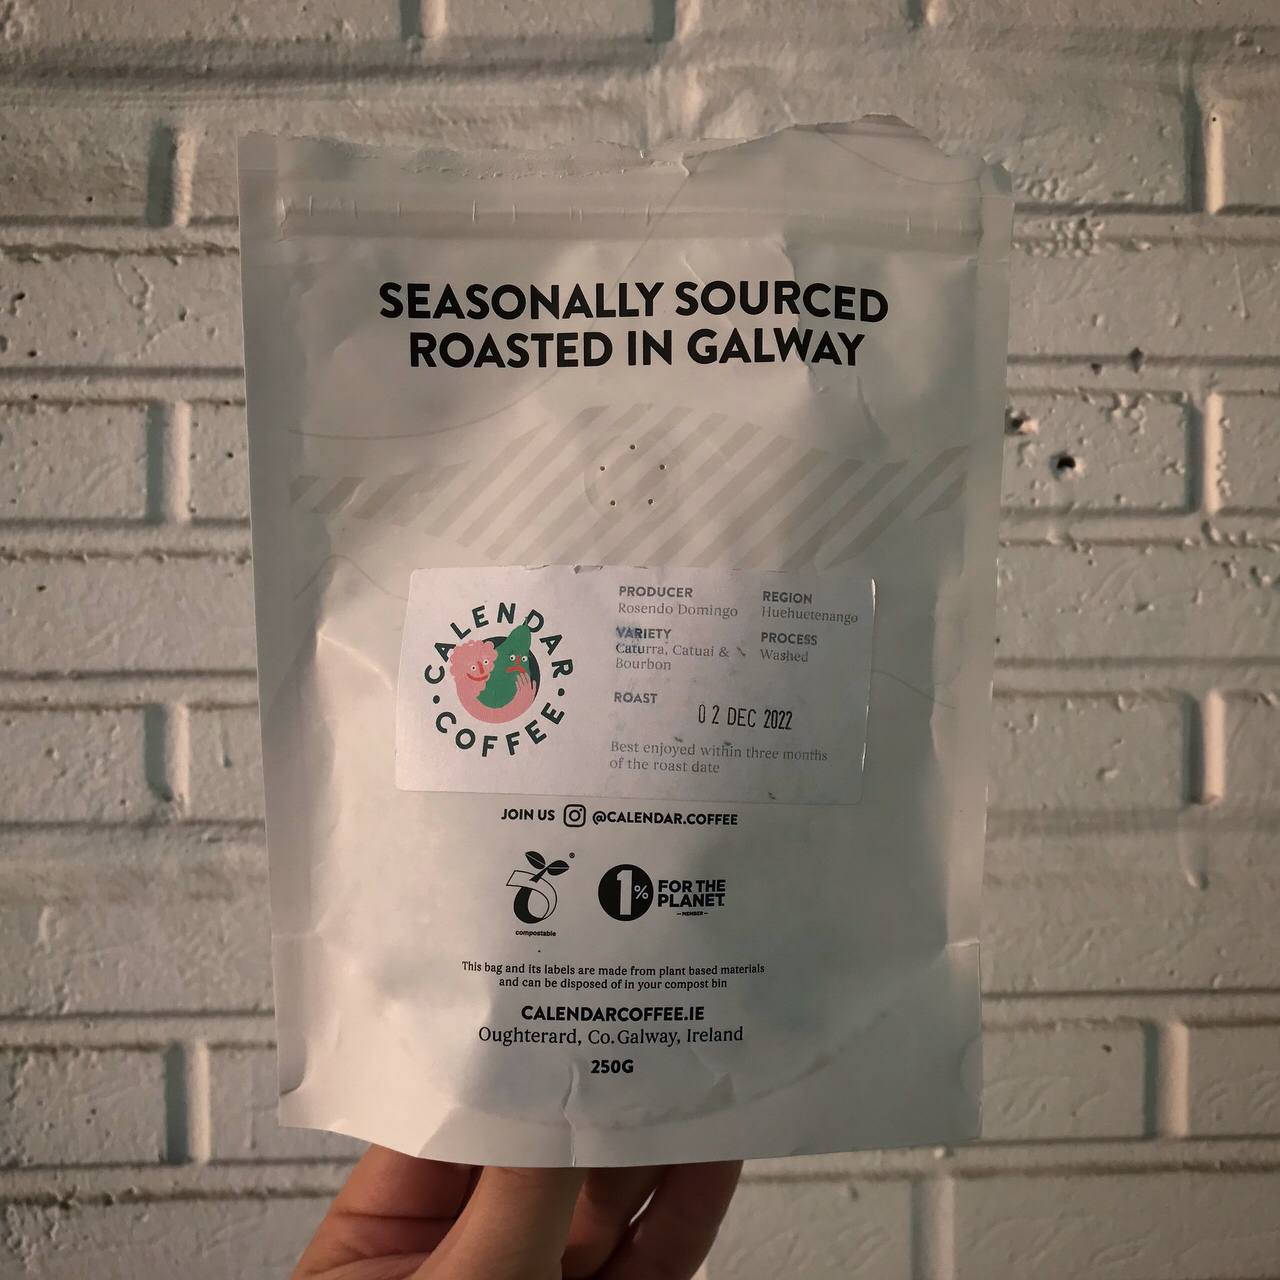 SEASONALLY SOURCED
ROASTED IN GALWAY
CALENDAR
· COFFEE ·
PRODUCER
Rosendo Domingo
REGION
Huehuetenango
VARIETY
Caturra, Catuai &
Bourbon
PROCESS
Washed
ROAST
02 DEC 2022
Best enjoyed within three months
of the roast date
JOIN US @CALENDAR.COFFEE
compostable
1% FOR THE
PLANET
MEMBER
This bag and its labels are made from plant based materials
and can be disposed of in your compost bin
CALENDARCOFFEE.IE
Oughterard, Co.Galway, Ireland
250G